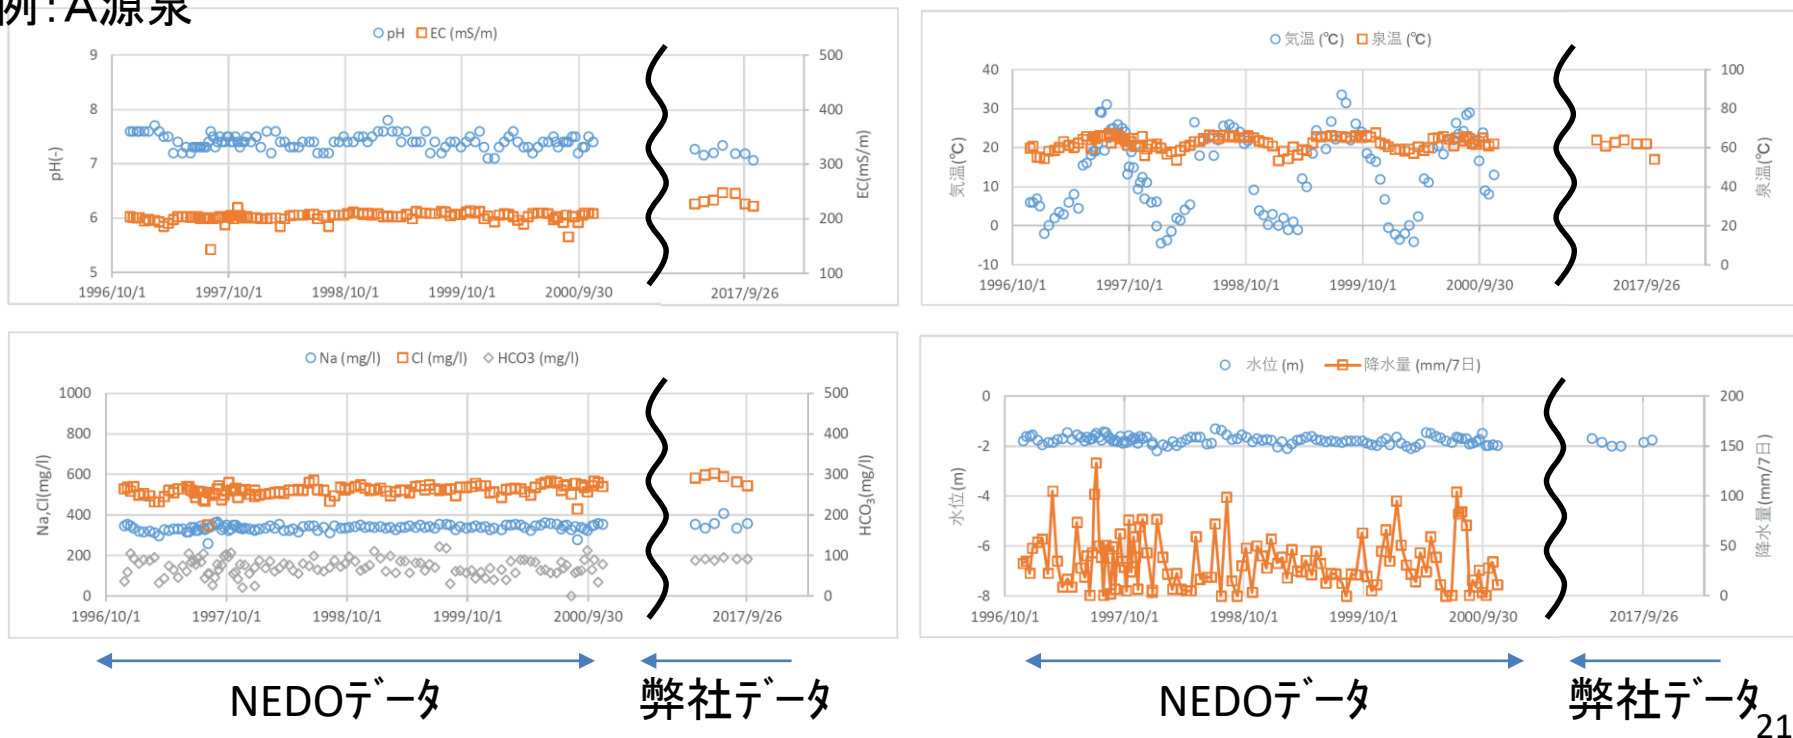 例：A源泉
pH EC (mS/m)
9 500
8 400
7 300
6 200
5 100
pH(-)
EC(mS/m)
1996/10/1 1997/10/1 1998/10/1 1999/10/1 2000/9/30 2017/9/26
気温 (℃) 泉温 (℃)
40 100
30 80
20 60
10 40
0 20
-10 0
気温(℃)
泉温(℃)
1996/10/1 1997/10/1 1998/10/1 1999/10/1 2000/9/30 2017/9/26
Na (mg/l) Cl (mg/l) HCO3 (mg/l)
1000 500
800 400
600 300
400 200
200 100
0 0
Na,Cl(mg/l)
HCO3(mg/l)
1996/10/1 1997/10/1 1998/10/1 1999/10/1 2000/9/30 2017/9/26
水位 (m) 降水量 (mm/7日)
0 200
-2 150
-4 100
-6 50
-8 0
水位(m)
降水量(mm/7日)
1996/10/1 1997/10/1 1998/10/1 1999/10/1 2000/9/30 2017/9/26
NEDOデータ 弊社データ NEDOデータ 弊社データ
21